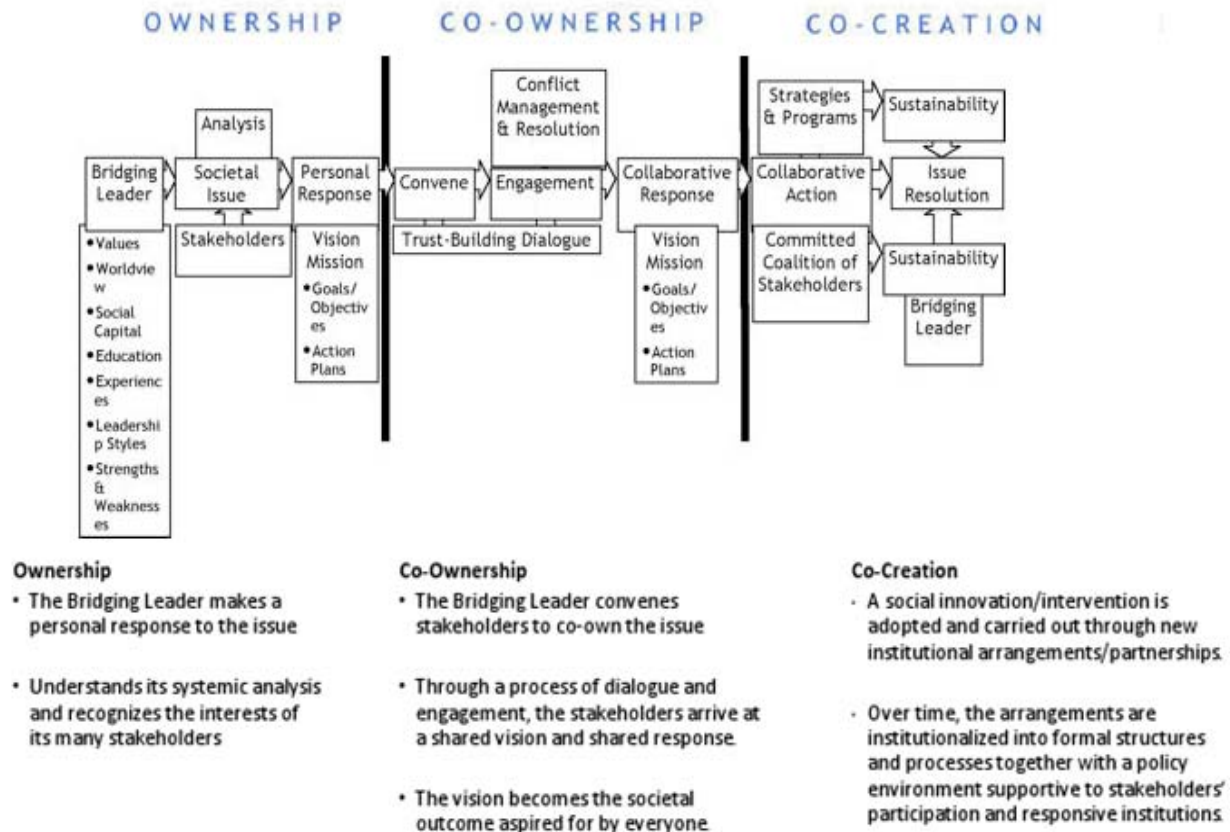 OWNERSHIP
CO-OWNERSHIP
CO-CREATION
Analysis
Bridging
Leader
Societal
Issue
Personal
Response
Stakeholders
•Values
•Worldvie
w
•Social
Capital
•Education
•Experienc
es
•Leadershi
p Styles
•Strengths
&
Weakness
es
Vision
Mission
•Goals/
Objectiv
es
•Action
Plans
Conflict
Management
& Resolution
Convene
Engagement
Collaborative
Response
Trust-Building Dialogue
Vision
Mission
•Goals/
Objectiv
es
•Action
Plans
Strategies
& Programs
Sustainability
Collaborative
Action
Issue
Resolution
Committed
Coalition of
Stakeholders
Sustainability
Bridging
Leader
Ownership
• The Bridging Leader makes a
personal response to the issue
• Understands its systemic analysis
and recognizes the interests of
its many stakeholders
Co-Ownership
• The Bridging Leader convenes
stakeholders to co-own the issue
• Through a process of dialogue and
engagement, the stakeholders arrive at
a shared vision and shared response.
• The vision becomes the societal
outcome aspired for by everyone.
Co-Creation
· A social innovation/intervention is
adopted and carried out through new
institutional arrangements/partnerships.
· Over time, the arrangements are
institutionalized into formal structures
and processes together with a policy
environment supportive to stakeholders'
participation and responsive institutions.